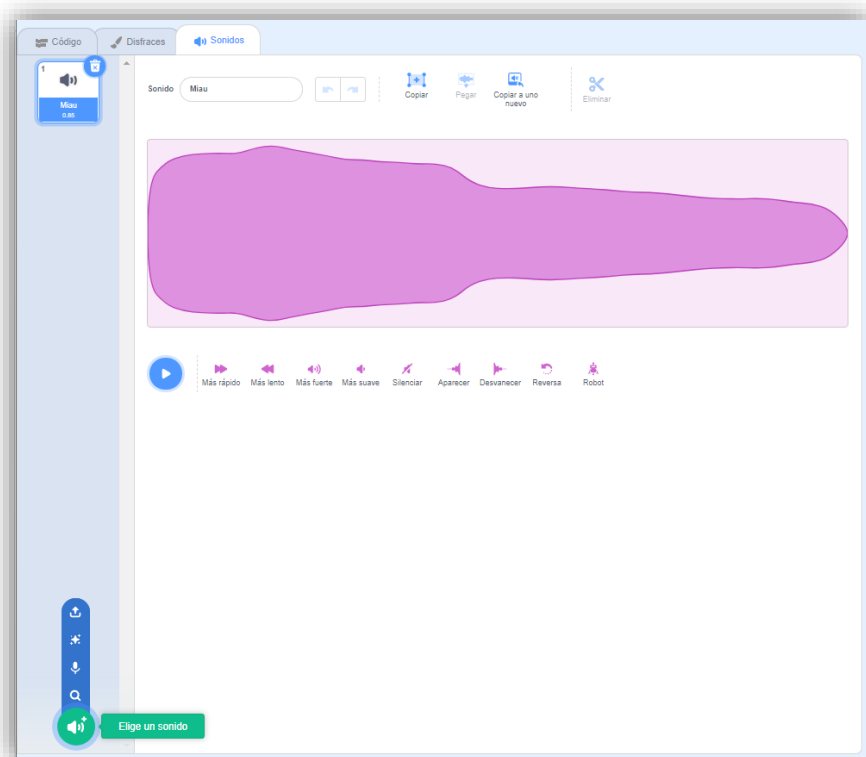 Código
Disfraces
Sonidos
1
Miau
0.86
Sonido
Miau
Copiar
Pegar
Copiar a uno
nuevo
Eliminar
Más rápido
Más lento
Más fuerte
Más suave
Silenciar
Aparecer
Desvanecer
Reversa
Robot
Elige un sonido